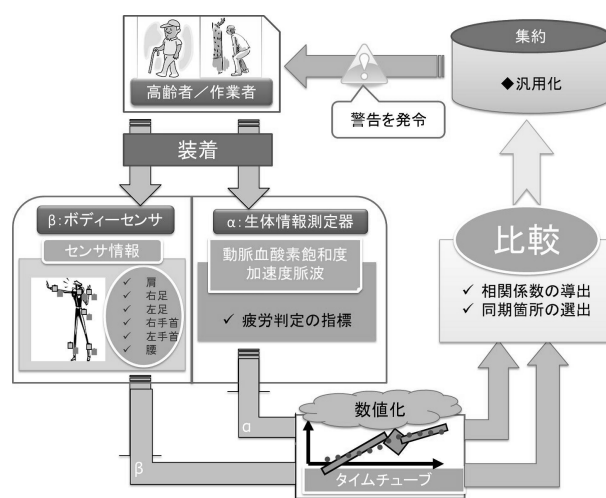 高齢者/作業者
警告を発令
集約
◆汎用化
装着
β:ボディーセンサ
センサ情報
✓ 肩
✓ 右足
✓ 左足
✓ 右手首
✓ 左手首
✓ 腰
α:生体情報測定器
動脈血酸素飽和度
加速度脈波
✓ 疲労判定の指標
比較
✓ 相関係数の導出
✓ 同期箇所の選出
α
β
数値化
タイムチューブ